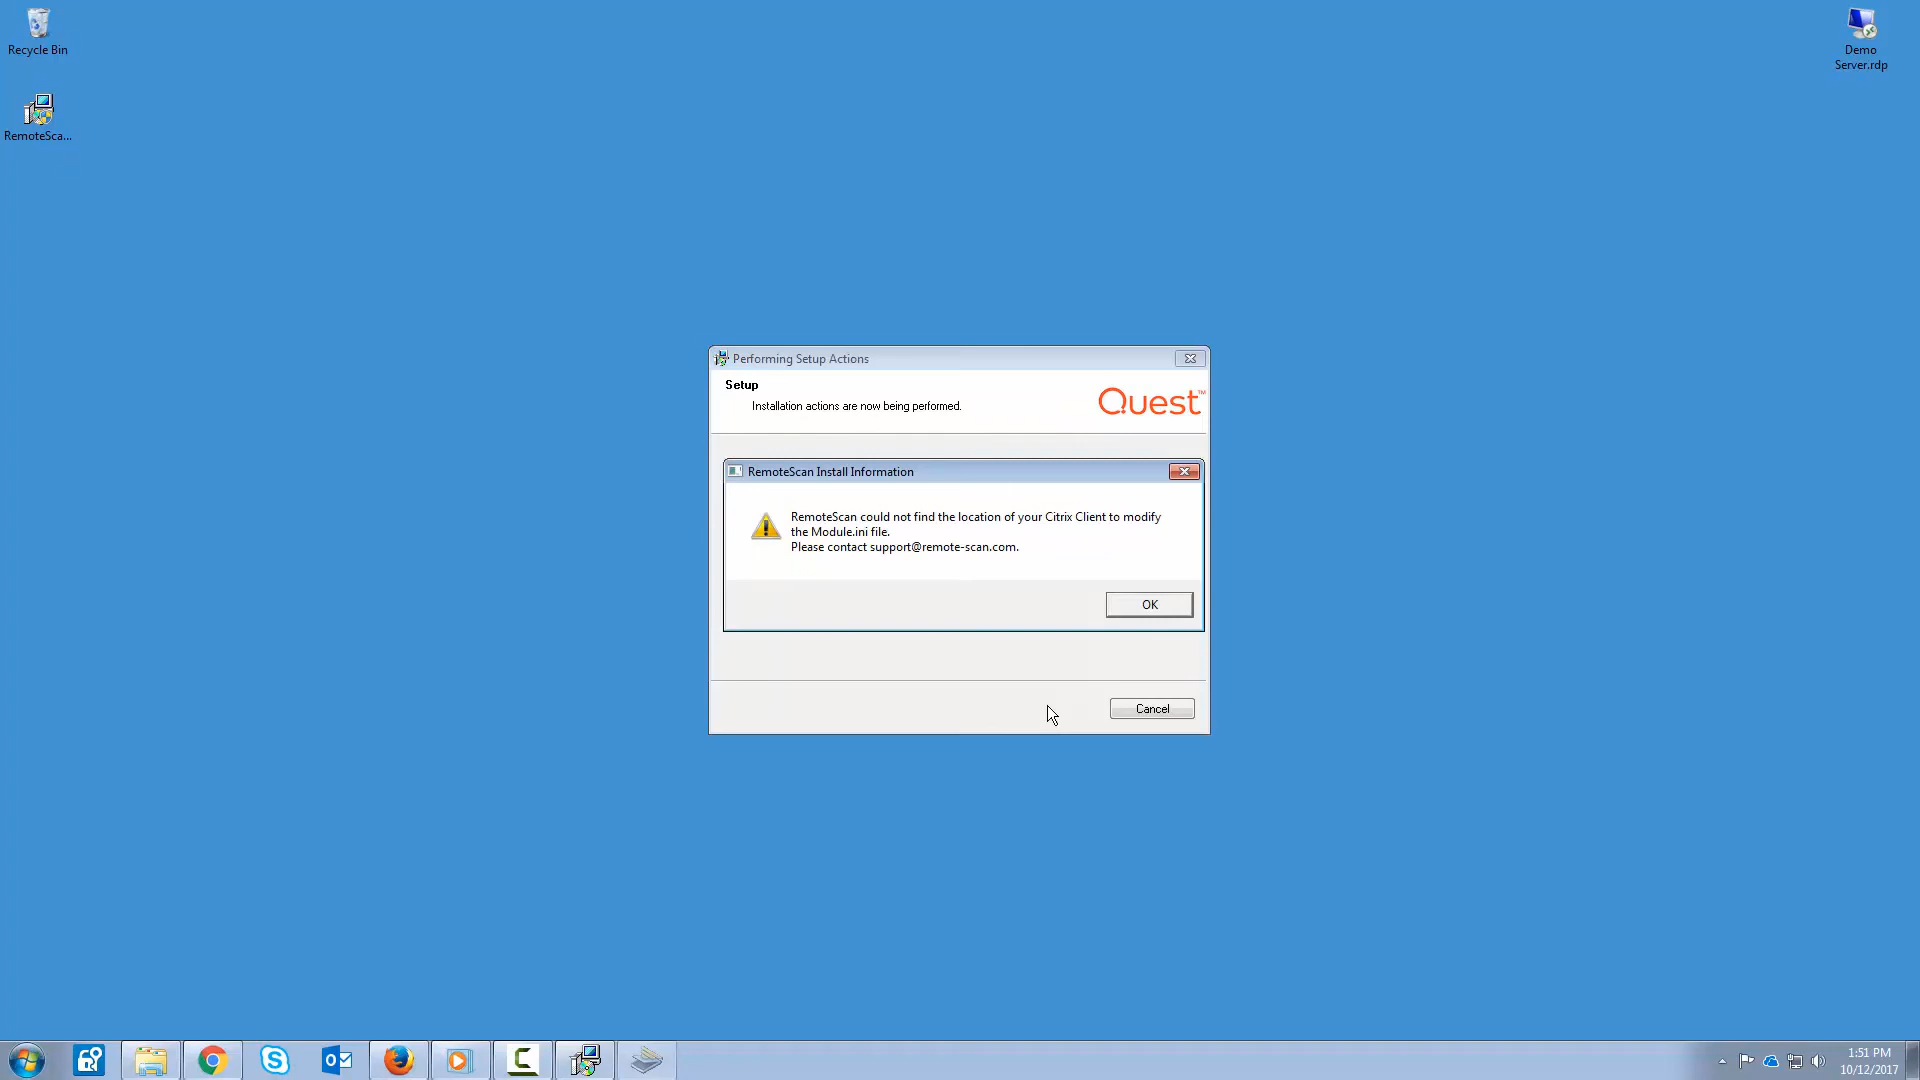 Recycle Bin
RemoteSca...
Demo
Server.rdp
Performing Setup Actions
Setup
Installation actions are now being performed.
Quest™
RemoteScan Install Information
RemoteScan could not find the location of your Citrix Client to modify
the Module.ini file.
Please contact support@remote-scan.com.
OK
Cancel
1:51 PM
10/12/2017